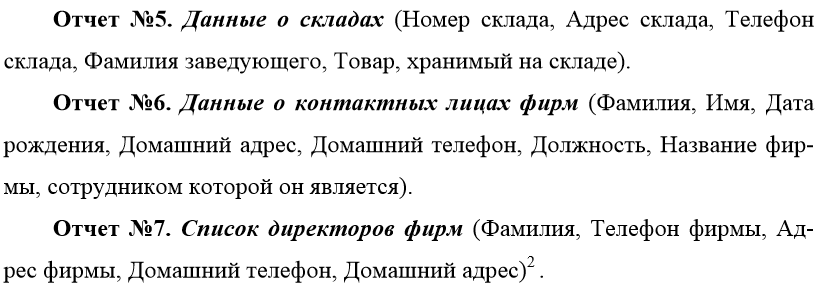 Отчет №5. Данные о складах (Номер склада, Адрес склада, Телефон
склада, Фамилия заведующего, Товар, хранимый на складе).
Отчет №6. Данные о контактных лицах фирм (Фамилия, Имя, Дата
рождения, Домашний адрес, Домашний телефон, Должность, Название фир-
мы, сотрудником которой он является).
Отчет №7. Список директоров фирм (Фамилия, Телефон фирмы, Ад-
рес фирмы, Домашний телефон, Домашний адрес)2 .